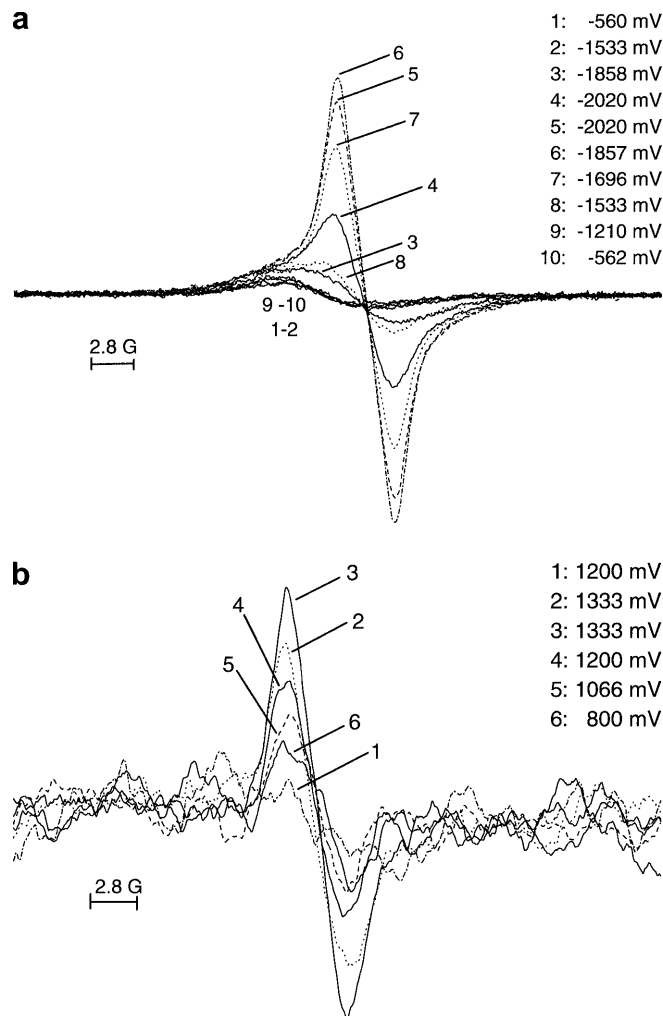 a
1: -560 mV
2: -1533 mV
3: -1858 mV
4: -2020 mV
5: -2020 mV
6: -1857 mV
7: -1696 mV
8: -1533 mV
9: -1210 mV
10: -562 mV
6
5
7
4
3
8
9 -10
1-2
2.8 G
b
1: 1200 mV
2: 1333 mV
3: 1333 mV
4: 1200 mV
5: 1066 mV
6: 800 mV
3
4
2
5
6
1
2.8 G